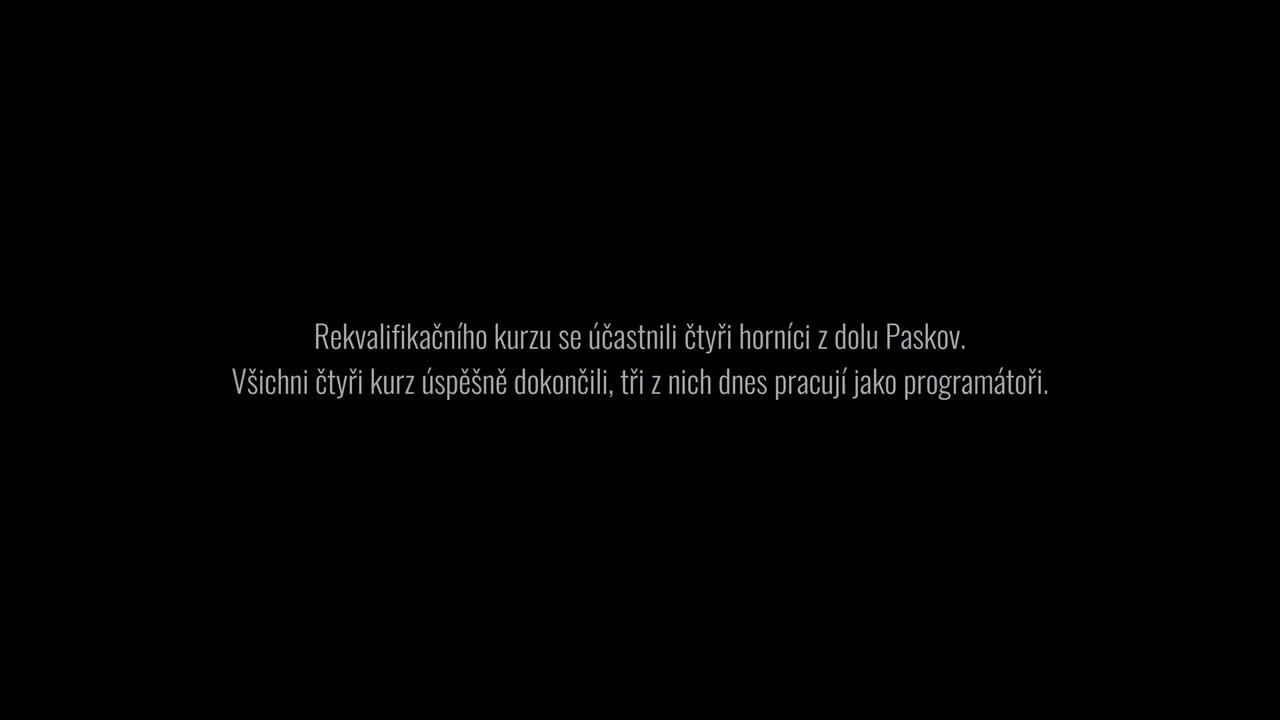 Rekvalifikačního kurzu se účastnili čtyři horníci z dolu Paskov.
Všichni čtyři kurz úspěšně dokončili, tři z nich dnes pracují jako programátoři.